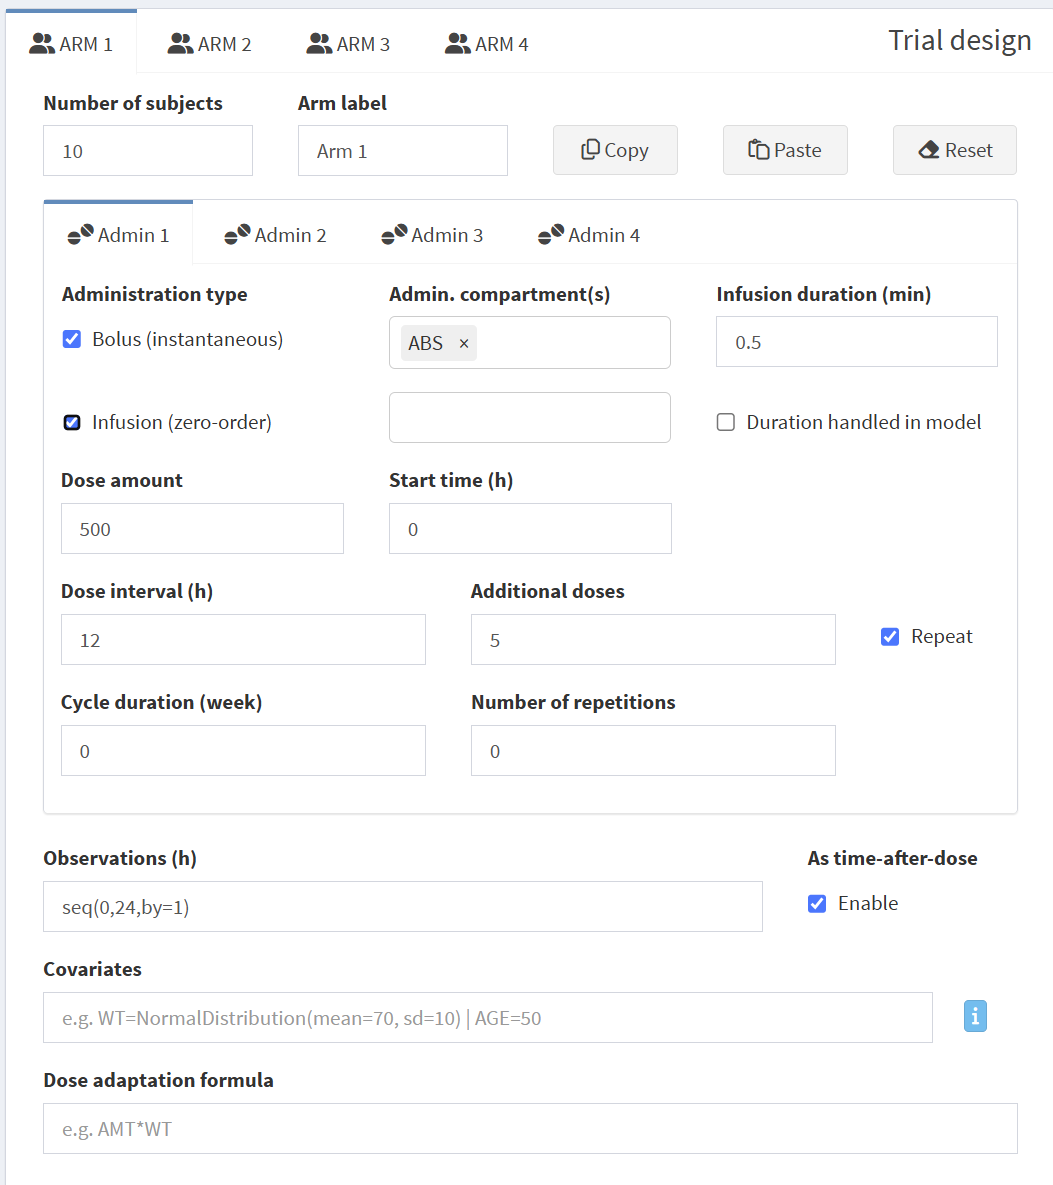 ARM 1 ARM 2 ARM 3 ARM 4 Trial design
Number of subjects Arm label
10 Arm 1 Copy Paste Reset
Admin 1 Admin 2 Admin 3 Admin 4
Administration type Admin. compartment(s) Infusion duration (min)
Bolus (instantaneous) ABS × 0.5
Infusion (zero-order) Duration handled in model
Dose amount Start time (h)
500 0
Dose interval (h) Additional doses
12 5 Repeat
Cycle duration (week) Number of repetitions
0 0
Observations (h) As time-after-dose
seq(0,24,by=1) Enable
Covariates
e.g. WT=NormalDistribution(mean=70, sd=10) | AGE=50 i
Dose adaptation formula
e.g. AMT*WT